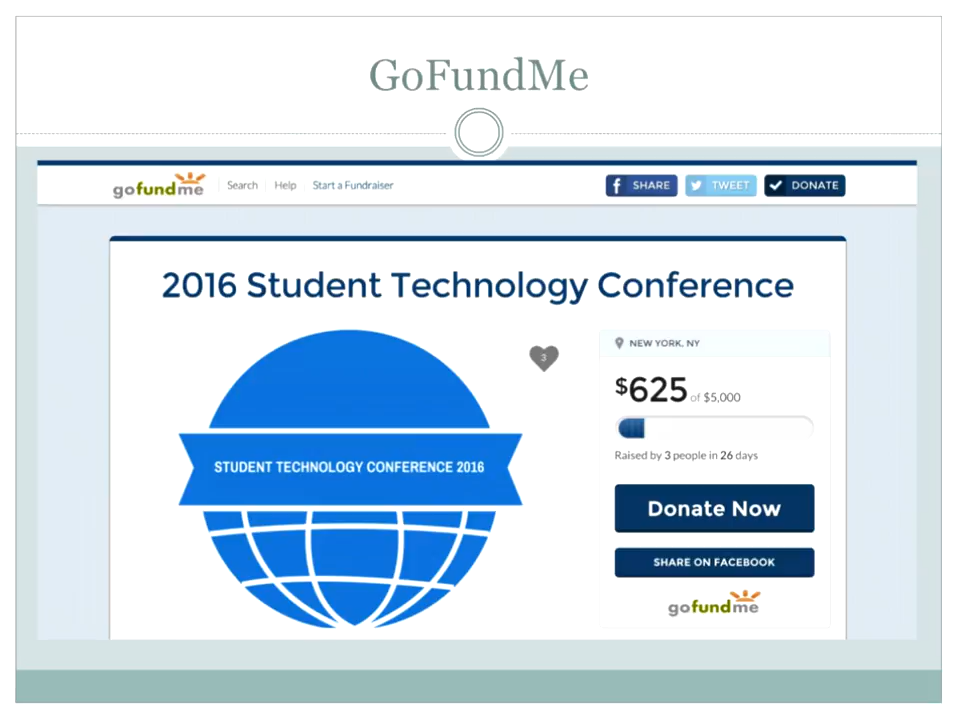 GoFundMe
gofundme Search Help Start a Fundraiser SHARE TWEET DONATE
2016 Student Technology Conference
3
STUDENT TECHNOLOGY CONFERENCE 2016
NEW YORK, NY
$625 of $5,000
Raised by 3 people in 26 days
Donate Now
SHARE ON FACEBOOK
gofundme